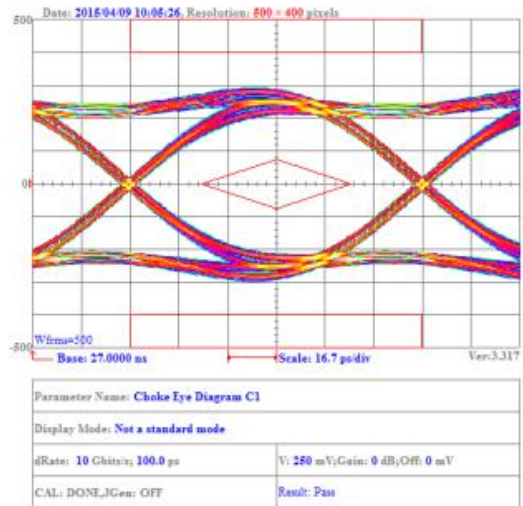 500
Date: 2015/04/09 10:05:26, Resolution: 500 × 400 pixels
0
Wfrms=500
-500
Base: 27.0000 ns
Scale: 16.7 ps/div
Ver:3.317
Parameter Name: Choke Eye Diagram C1
Display Mode: Not a standard mode
dRate: 10 Gbits/s; 100.0 ps
V: 250 mV;Gain: 0 dB;Off: 0 mV
CAL: DONE,JGen: OFF
Result: Pass